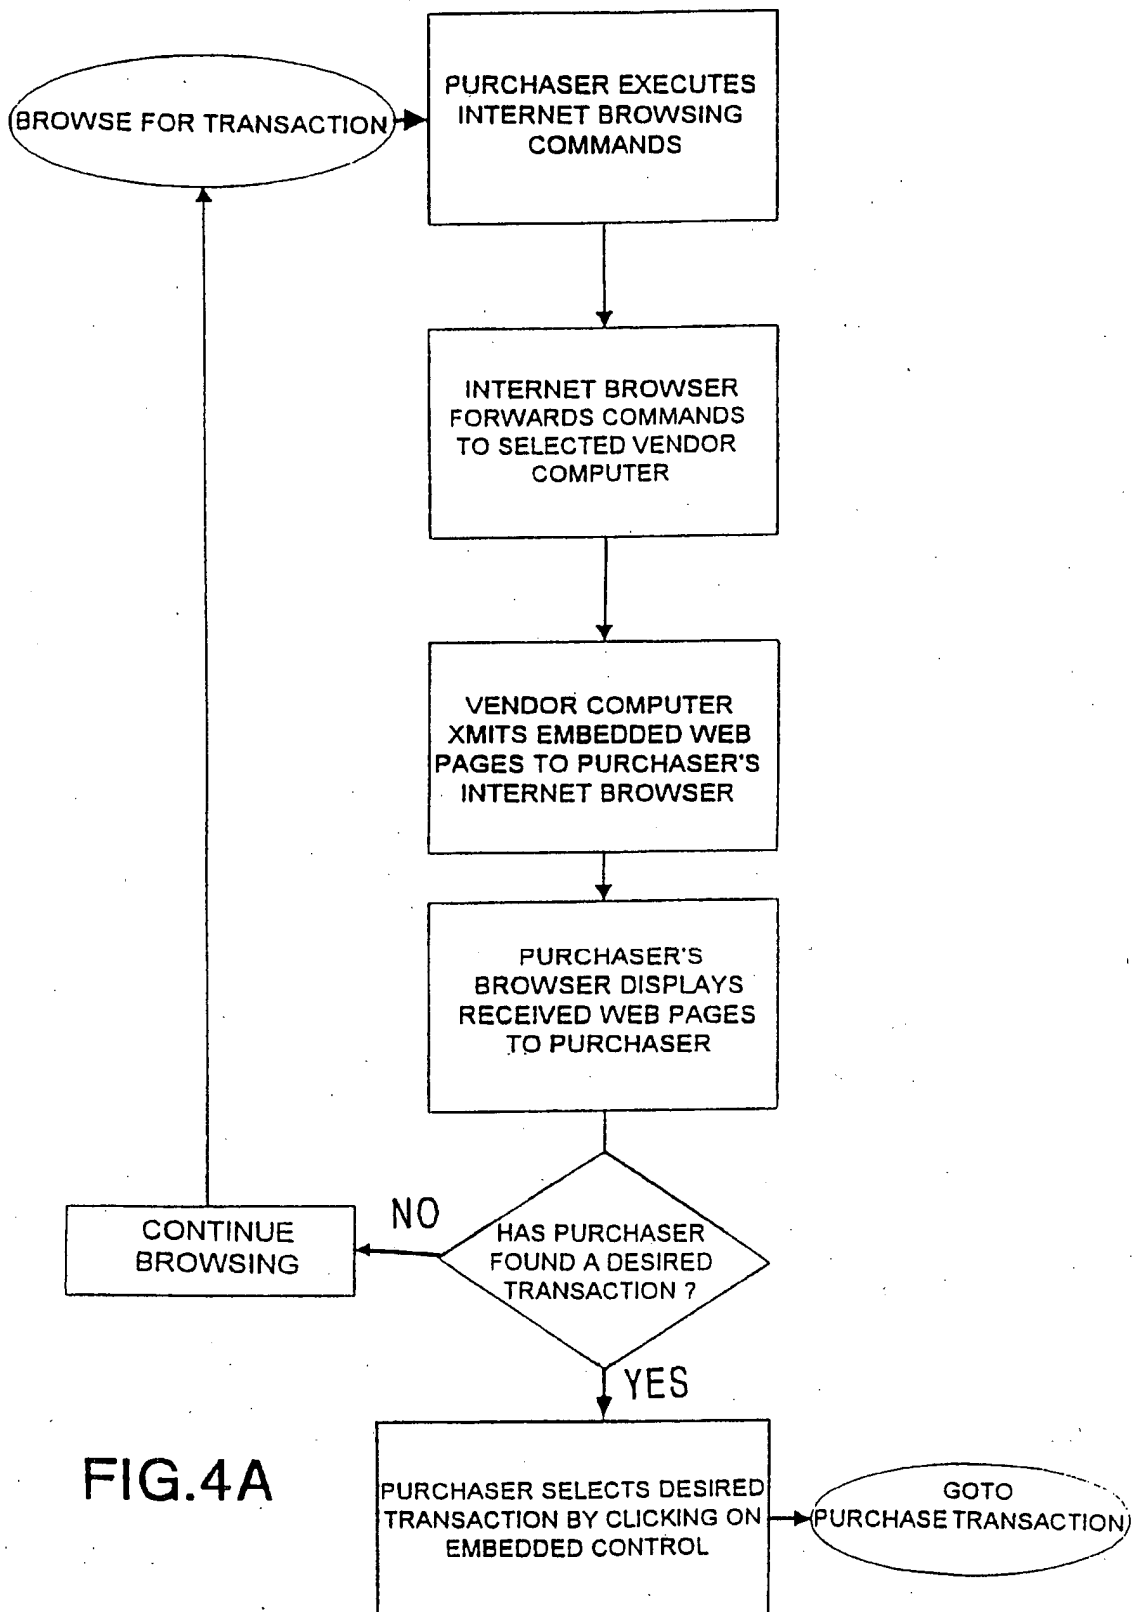 BROWSE FOR TRANSACTION
PURCHASER EXECUTES
INTERNET BROWSING
COMMANDS
INTERNET BROWSER
FORWARDS COMMANDS
TO SELECTED VENDOR
COMPUTER
VENDOR COMPUTER
XMITS EMBEDDED WEB
PAGES TO PURCHASER'S
INTERNET BROWSER
PURCHASER'S
BROWSER DISPLAYS
RECEIVED WEB PAGES
TO PURCHASER
HAS PURCHASER
FOUND A DESIRED
TRANSACTION ?
NO
CONTINUE
BROWSING
YES
PURCHASER SELECTS DESIRED
TRANSACTION BY CLICKING ON
EMBEDDED CONTROL
GOTO
PURCHASE TRANSACTION
FIG.4A